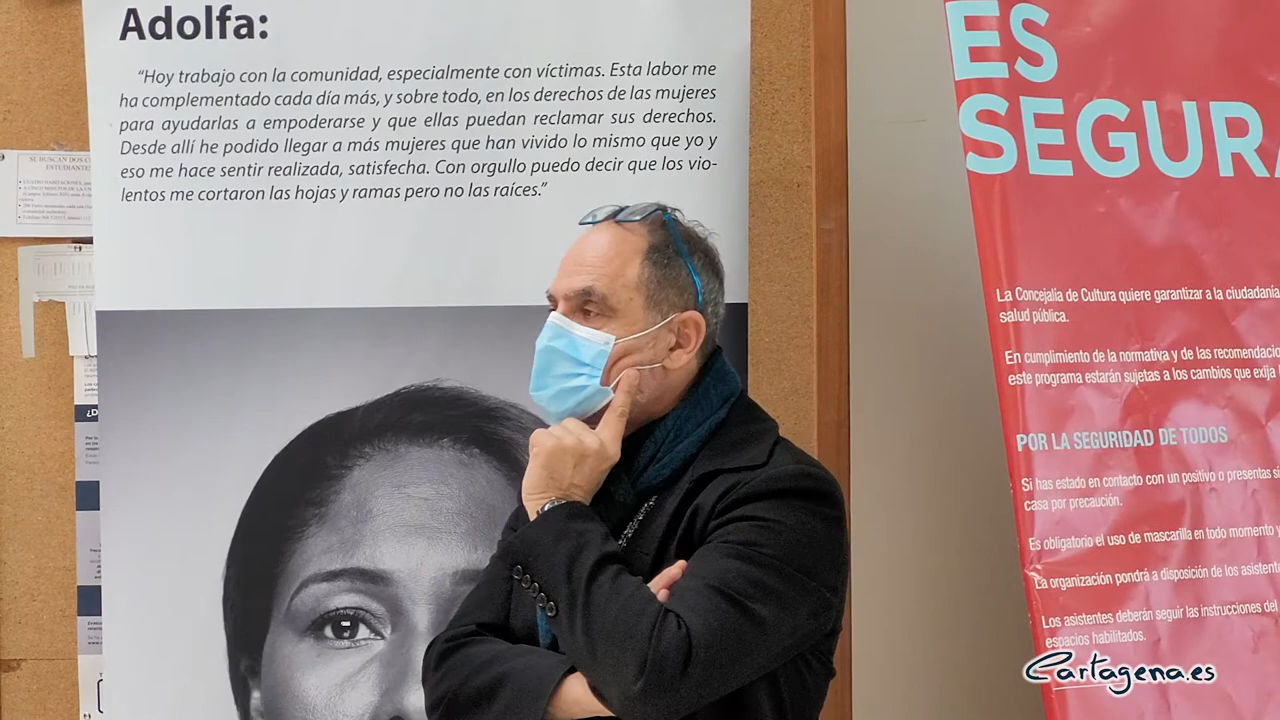 Adolfa:
“Hoy trabajo con la comunidad, especialmente con víctimas. Esta labor me
ha complementado cada día más, y sobre todo, en los derechos de las mujeres
para ayudarlas a empoderarse y que ellas puedan reclamar sus derechos.
Desde allí he podido llegar a más mujeres que han vivido lo mismo que yo y
eso me hace sentir realizada, satisfecha. Con orgullo puedo decir que los vio-
lentos me cortaron las hojas y ramas pero no las raíces.”
SE BUSCAN DOS
ESTUDIANTE
ES
SEGURA
La Concejalía de Cultura quiere garantizar a la ciudadanía
salud pública.
En cumplimiento de la normativa y de las recomendacio
este programa estarán sujetas a los cambios que exija
POR LA SEGURIDAD DE TODOS
Si has estado en contacto con un positivo o presentas
casa por precaución.
Es obligatorio el uso de mascarilla en todo momento y
La organización pondrá a disposición de los asistente
Los asistentes deberán seguir las instrucciones del
espacios habilitados.
Cartagena.es